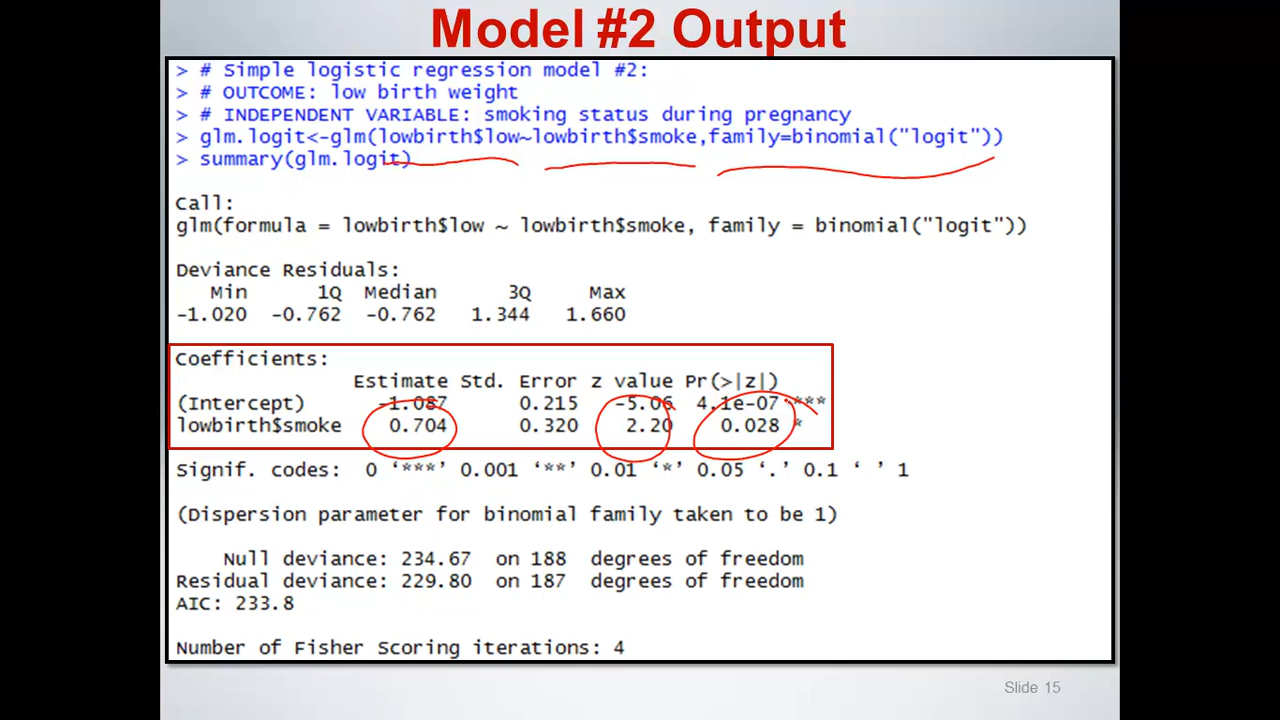 Model #2 Output
> # Simple logistic regression model #2:
> # OUTCOME: low birth weight
> # INDEPENDENT VARIABLE: smoking status during pregnancy
> glm.logit<-glm(lowbirth$low~lowbirth$smoke,family=binomial("logit"))
> summary(glm.logit)
Call:
glm(formula = lowbirth$low ~ lowbirth$smoke, family = binomial("logit"))
Deviance Residuals:
Min 1Q Median 3Q Max
-1.020 -0.762 -0.762 1.344 1.660
Coefficients:
Estimate Std. Error z value Pr(>|z|)
(Intercept) -1.087 0.215 -5.06 4.1e-07 ***
lowbirth$smoke 0.704 0.320 2.20 0.028 *
Signif. codes: 0 ‘***’ 0.001 ‘**’ 0.01 ‘*’ 0.05 ‘.’ 0.1 ‘ ’ 1
(Dispersion parameter for binomial family taken to be 1)
Null deviance: 234.67 on 188 degrees of freedom
Residual deviance: 229.80 on 187 degrees of freedom
AIC: 233.8
Number of Fisher Scoring iterations: 4
Slide 15